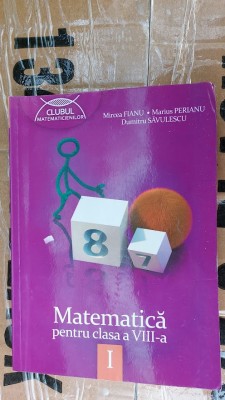 CLUBUL
MATEMATICIENILOR
Mircea FIANU • Marius PERIANU
Dumitru SĂVULESCU
8
7
Matematică
pentru clasa a VIII-a
I